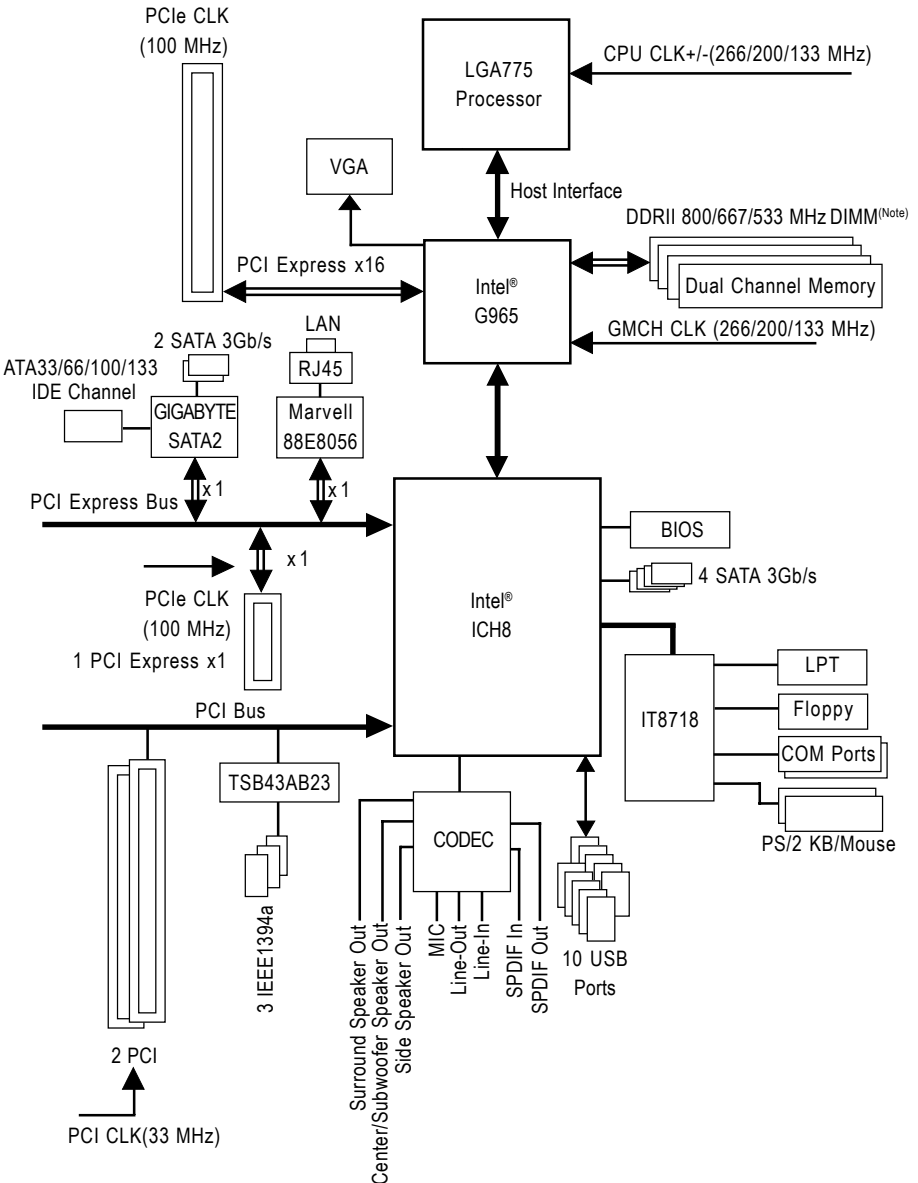 PCIe CLK
(100 MHz)
LGA775
Processor
CPU CLK+/-(266/200/133 MHz)
VGA
Host Interface
DDRII 800/667/533 MHz DIMM(Note)
PCI Express x16
Intel®
G965
Dual Channel Memory
GMCH CLK (266/200/133 MHz)
LAN
RJ45
2 SATA 3Gb/s
ATA33/66/100/133
IDE Channel
GIGABYTE
SATA2
Marvell
88E8056
x1
x1
PCI Express Bus
x1
PCIe CLK
(100 MHz)
1 PCI Express x1
Intel®
ICH8
BIOS
4 SATA 3Gb/s
IT8718
LPT
Floppy
COM Ports
PS/2 KB/Mouse
PCI Bus
TSB43AB23
3 IEEE1394a
CODEC
Surround Speaker Out
Center/Subwoofer Speaker Out
Side Speaker Out
MIC
Line-Out
Line-In
SPDIF In
SPDIF Out
10 USB
Ports
2 PCI
PCI CLK(33 MHz)